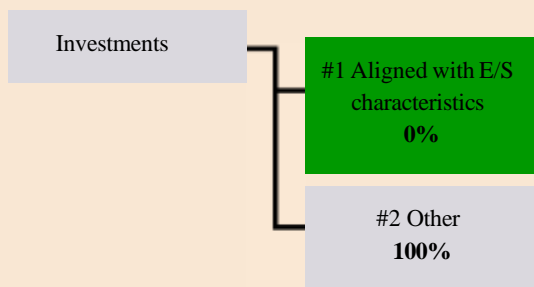 Investments
#1 Aligned with E/S
characteristics
0%
#2 Other
100%